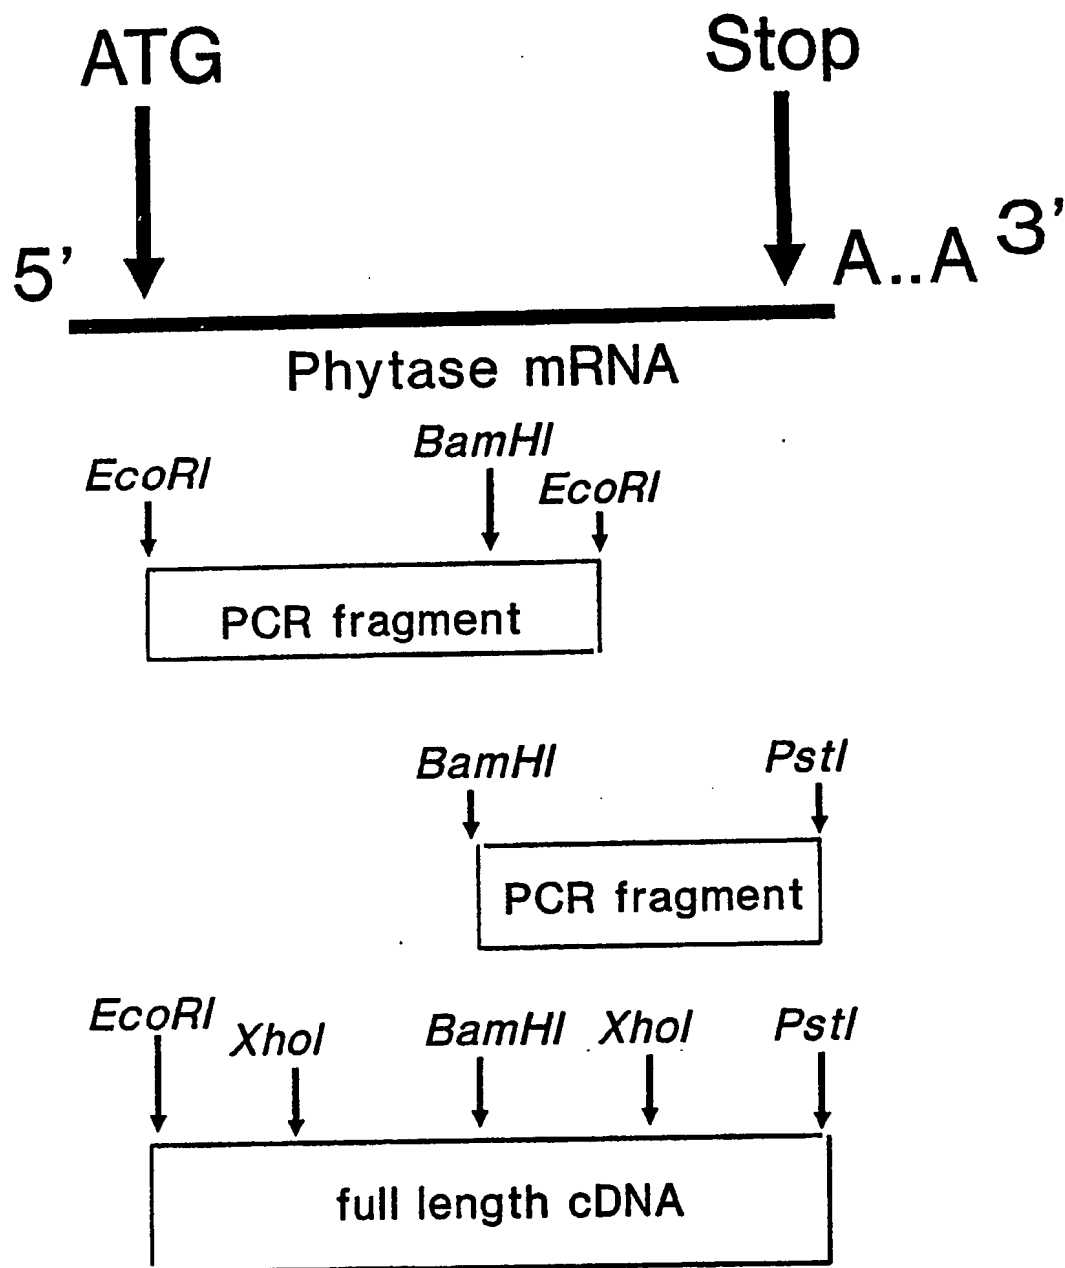 ATG Stop
5' A..A 3'
Phytase mRNA
EcoRI BamHI EcoRI
PCR fragment
BamHI PstI
PCR fragment
EcoRI XhoI BamHI XhoI PstI
full length cDNA